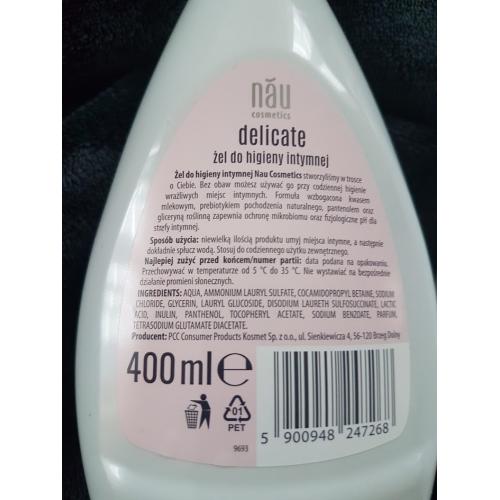 nău
cosmetics
delicate
żel do higieny intymnej
Żel do higieny intymnej Nau Cosmetics stworzyliśmy w trosce
o Ciebie. Bez obaw możesz używać go przy codziennej higienie
wrażliwych miejsc intymnych. Formuła wzbogacona kwasem
mlekowym, prebiotykiem pochodzenia naturalnego, pantenolem oraz
gliceryną roślinną zapewnia ochronę mikrobiomu oraz fizjologiczne pH dla
strefy intymnej.
Sposób użycia: niewielką ilością produktu umyj miejsca intymne, a następnie
dokładnie spłucz wodą. Stosuj do codziennego użytku zewnętrznego.
Najlepiej zużyć przed końcem/numer partii: data podana na opakowaniu.
Przechowywać w temperaturze od 5 °C do 35 °C. Nie wystawiać na bezpośrednie
działanie promieni słonecznych.
INGREDIENTS: AQUA, AMMONIUM LAURYL SULFATE, COCAMIDOPROPYL BETAINE, SODIUM
CHLORIDE, GLYCERIN, LAURYL GLUCOSIDE, DISODIUM LAURETH SULFOSUCCINATE, LACTIC
ACID, INULIN, PANTHENOL, TOCOPHERYL ACETATE, SODIUM BENZOATE, PARFUM,
TETRASODIUM GLUTAMATE DIACETATE.
Producent: PCC Consumer Products Kosmet Sp. z o.o., ul. Sienkiewicza 4, 56-120 Brzeg Dolny
400 ml e
01
PET
9693
5 900948 247268